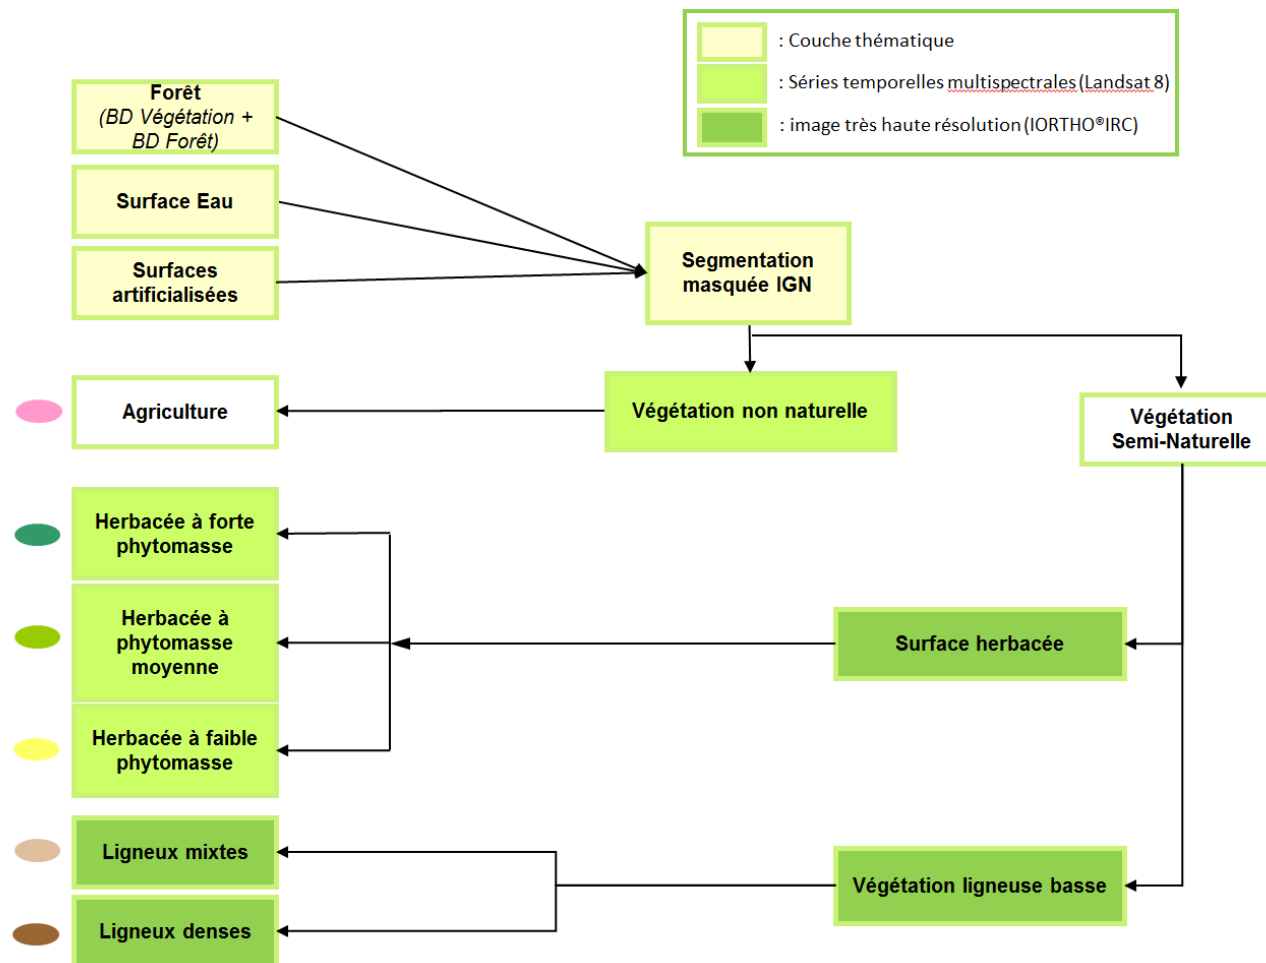 : Couche thématique
: Séries temporelles multispectrales (Landsat 8)
: image très haute résolution (IORTHO®IRC)
Forêt
(BD Végétation +
BD Forêt)
Surface Eau
Surfaces
artificialisées
Segmentation
masquée IGN
Agriculture
Végétation non naturelle
Végétation
Semi-Naturelle
Herbacée à forte
phytomasse
Herbacée à
phytomasse
moyenne
Surface herbacée
Herbacée à faible
phytomasse
Ligneux mixtes
Végétation ligneuse basse
Ligneux denses